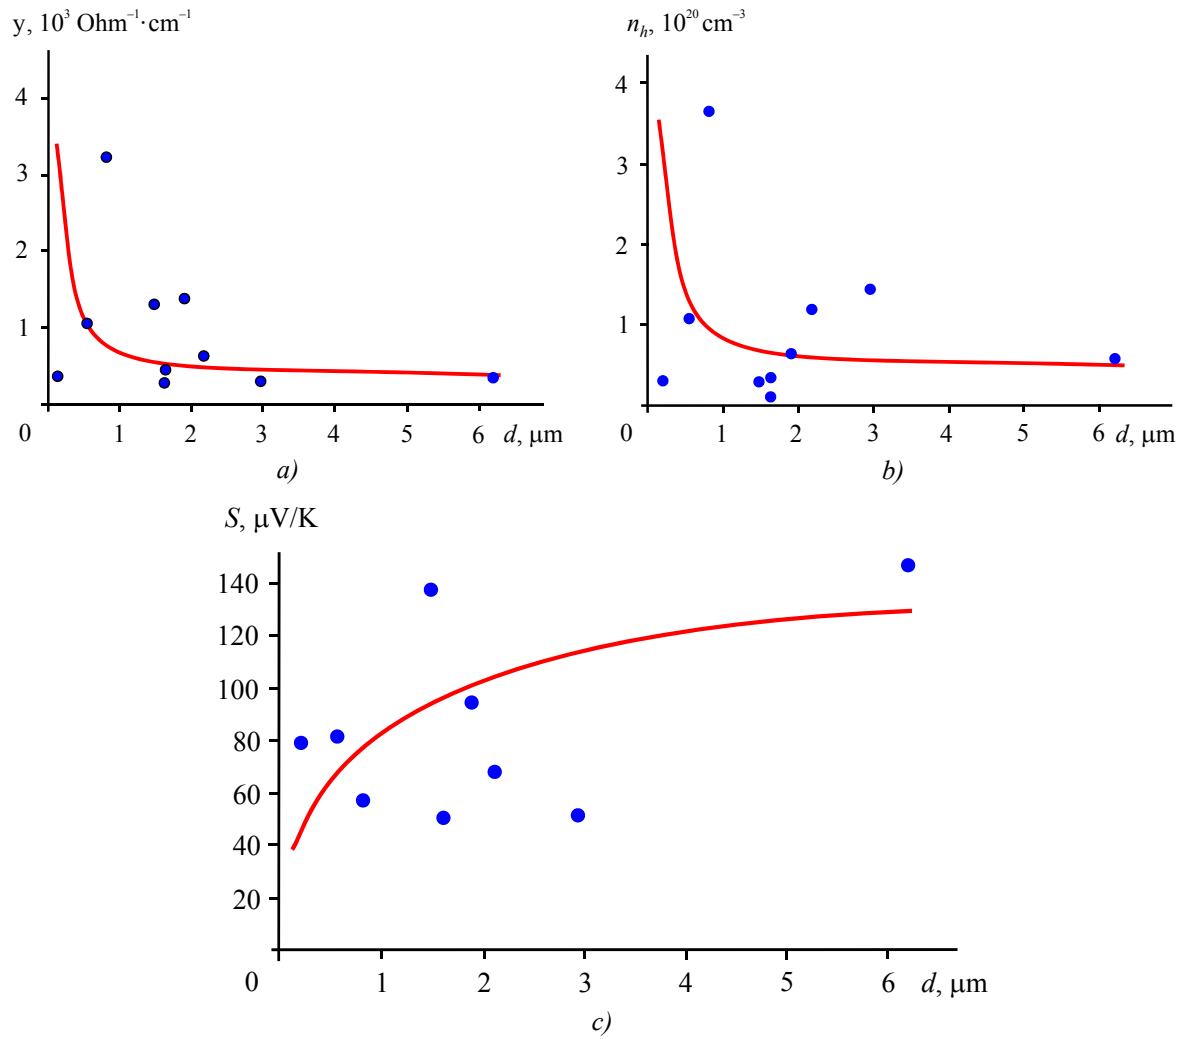 y, 10³ Ohm⁻¹·cm⁻¹
4
3
2
1
0 1 2 3 4 5 6 d, μm
a)
nₕ, 10²⁰ cm⁻³
4
3
2
1
0 1 2 3 4 5 6 d, μm
b)
S, μV/K
140
120
100
80
60
40
20
0 1 2 3 4 5 6 d, μm
c)